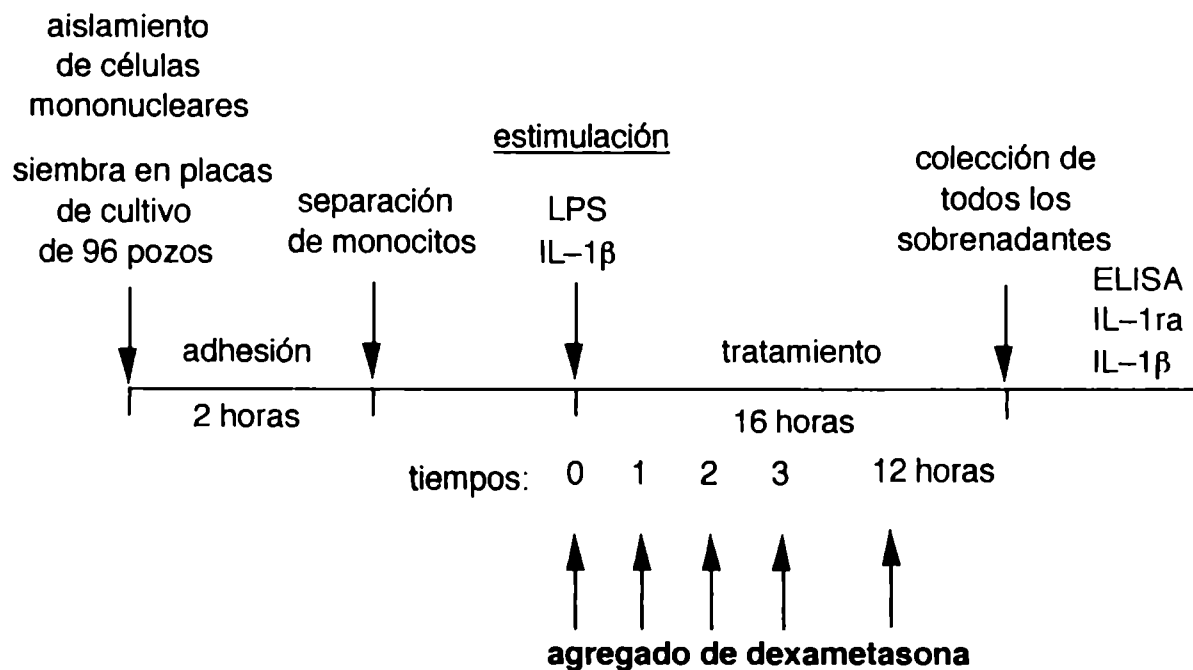 aislamiento
de células
mononucleares
siembra en placas
de cultivo
de 96 pozos
separación
de monocitos
estimulación
LPS
IL–1β
colección de
todos los
sobrenadantes
ELISA
IL–1ra
IL–1β
adhesión
tratamiento
2 horas
16 horas
tiempos: 0 1 2 3 12 horas
agregado de dexametasona